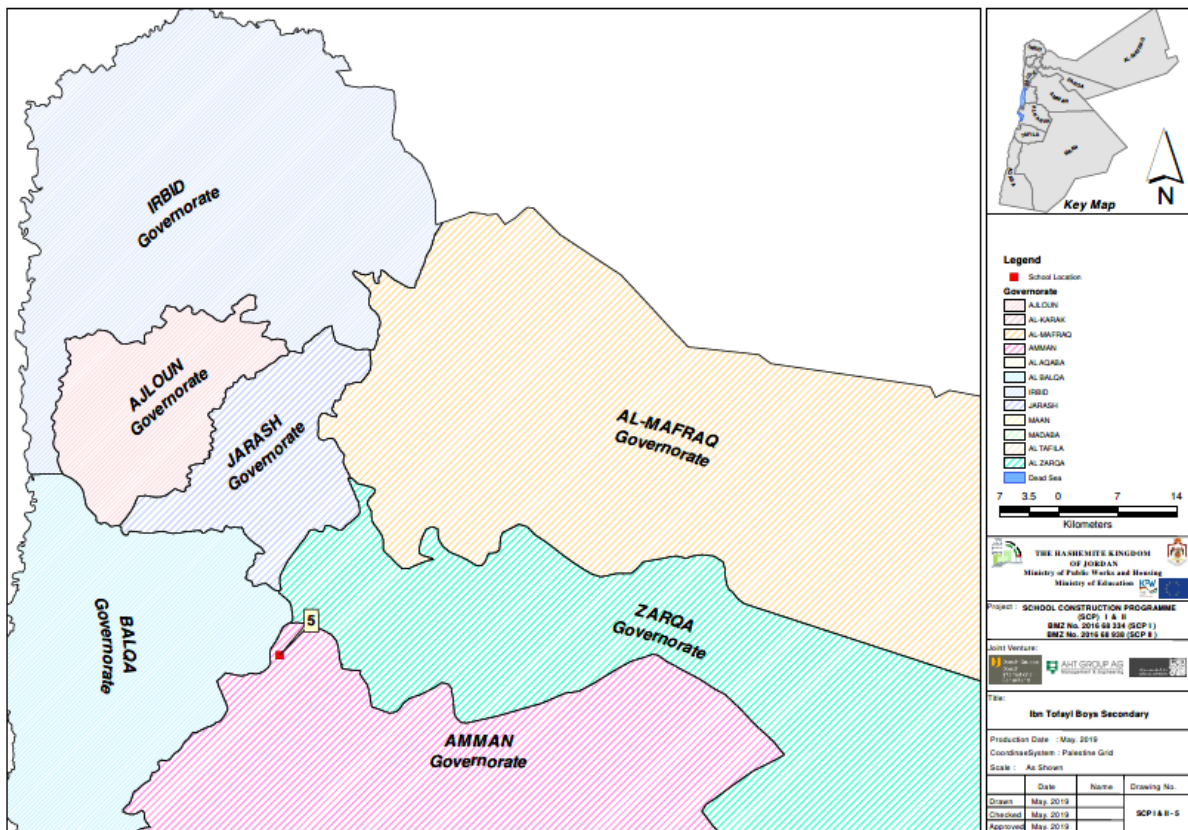 IRBID
Governorate
AJLOUN
Governorate
JARASH
Governorate
AL-MAFRAQ
Governorate
BALQA
Governorate
ZARQA
Governorate
5
AMMAN
Governorate
Key Map
N
Legend
School Location
Governorate
AJLOUN
AL-KARAK
AL-MAFRAQ
AMMAN
AL AQABA
AL BALQA
IRBID
JARASH
MAAN
MADABA
AL TAFILA
AL ZARQA
Dead Sea
7 3.5 0 7 14
Kilometers
THE HASHEMITE KINGDOM
OF JORDAN
Ministry of Public Works and Housing
Ministry of Education
Project : SCHOOL CONSTRUCTION PROGRAMME
(SCP) I & II
BMZ No. 2016 68 334 (SCP I )
BMZ No. 2016 68 938 (SCP II )
Joint Venture:
AHT GROUP AG
Management & Engineering
Title:
Ibn Tofayl Boys Secondary
Production Date : May. 2019
CoordinaeSystem : Palestine Grid
Scale : As Shown
Date Name Drawing No.
Drawn May. 2019
Checked May. 2019
SCP I & II - 5
Approved May. 2019